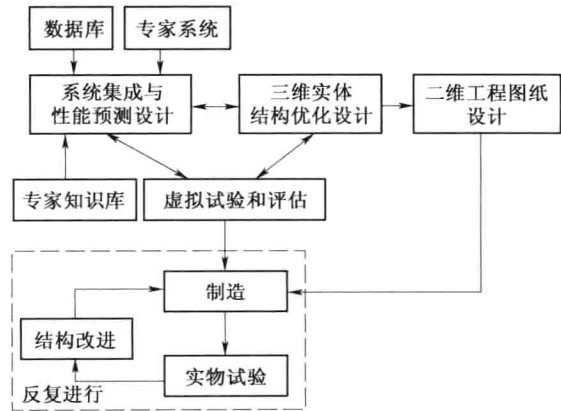 数据库
专家系统
系统集成与
性能预测设计
三维实体
结构优化设计
二维工程图纸
设计
专家知识库
虚拟试验和评估
制造
结构改进
实物试验
反复进行